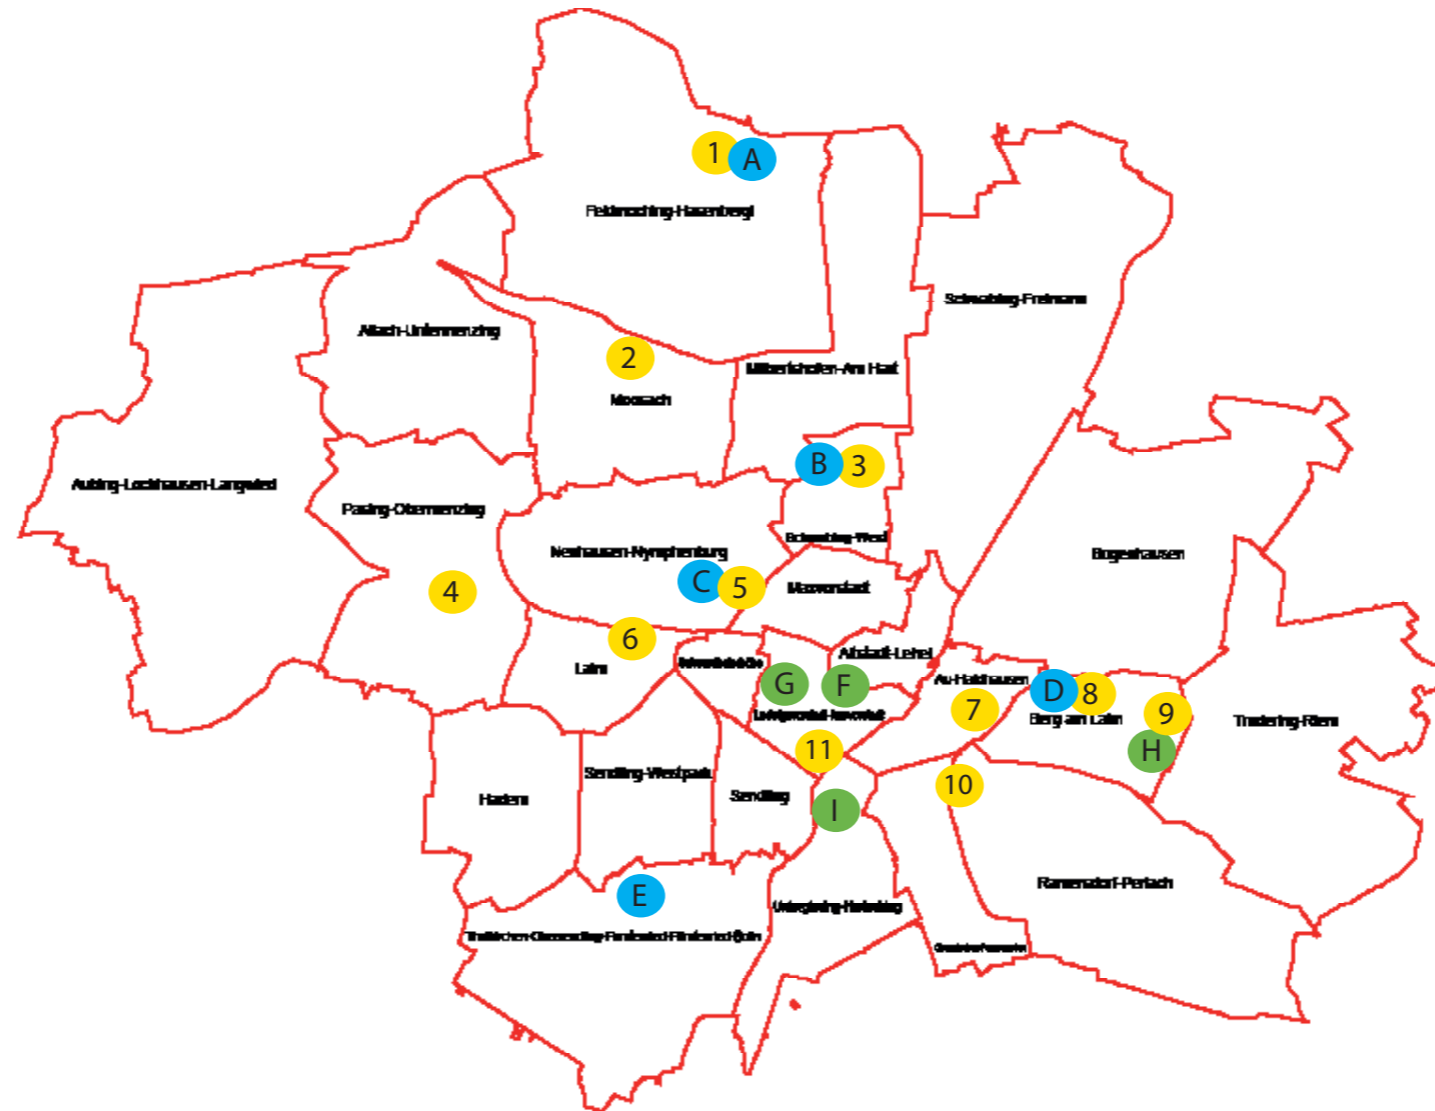 1
A
Feldmoching-Hasenbergl
Schwabing-Freimann
Allach-Untermenzing
2
Milbertshofen-Am Hart
Moosach
B
3
Aubing-Lochhausen-Langwied
Pasing-Obermenzing
Schwabing-West
Neuhausen-Nymphenburg
Bogenhausen
C
5
Maxvorstadt
4
6
Laim
Altstadt-Lehel
Au-Haidhausen
G
F
D
8
7
Berg-am Laim
9
Trudering-Riem
11
H
Sendling-Westpark
10
Sendling
Hadern
I
Ramersdorf-Perlach
E
Untergiesing-Harlaching